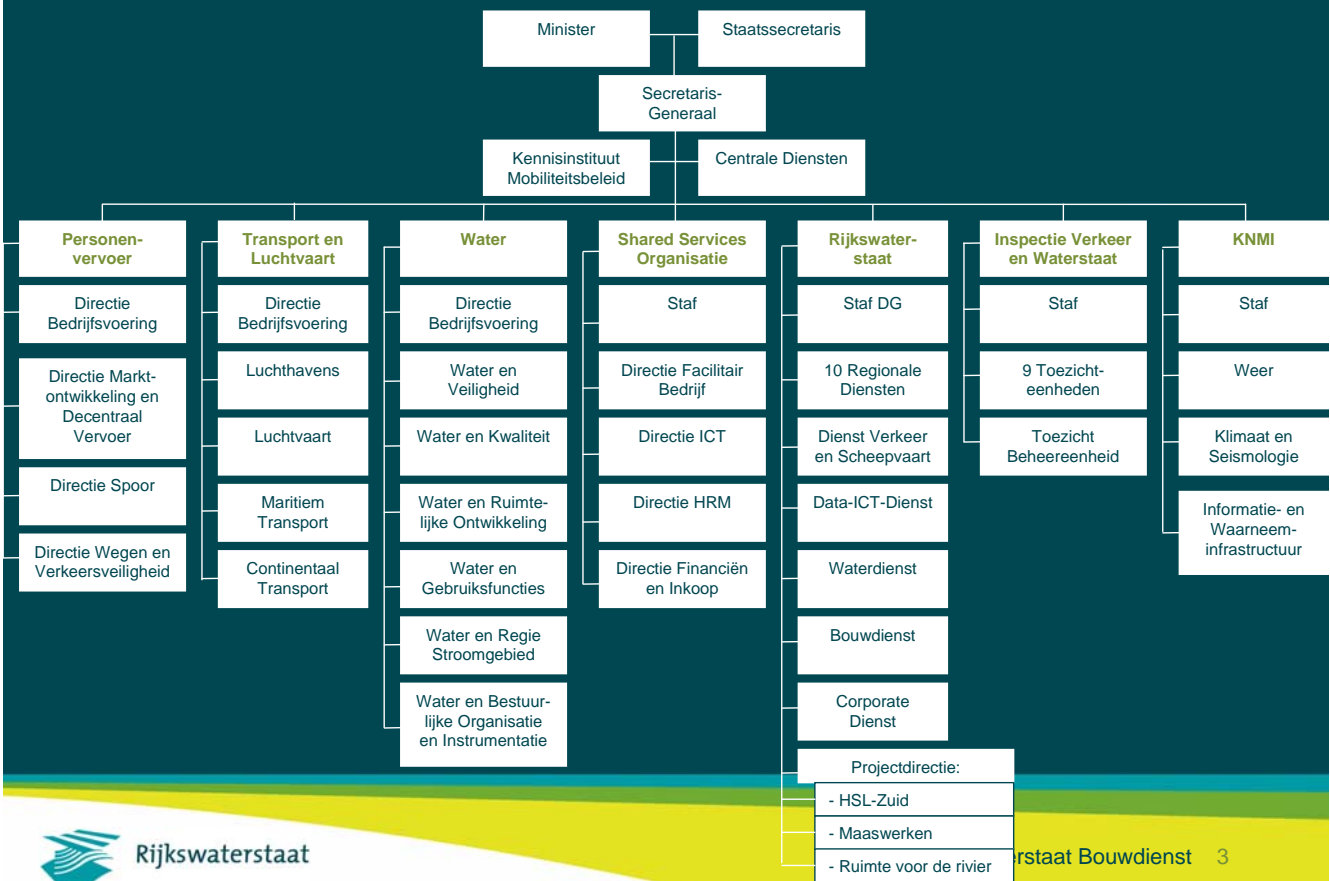 Minister
Staatssecretaris
Secretaris-
Generaal
Kennisinstituut
Mobiliteitsbeleid
Centrale Diensten
Personen-
vervoer
Directie
Bedrijfsvoering
Directie Markt-
ontwikkeling en
Decentraal
Vervoer
Directie Spoor
Directie Wegen en
Verkeersveiligheid
Transport en
Luchtvaart
Directie
Bedrijfsvoering
Luchthavens
Luchtvaart
Maritiem
Transport
Continentaal
Transport
Water
Directie
Bedrijfsvoering
Water en
Veiligheid
Water en Kwaliteit
Water en Ruimte-
lijke Ontwikkeling
Water en
Gebruiksfuncties
Water en Regie
Stroomgebied
Water en Bestuur-
lijke Organisatie
en Instrumentatie
Shared Services
Organisatie
Staf
Directie Facilitair
Bedrijf
Directie ICT
Directie HRM
Directie Financiën
en Inkoop
Rijkswater-
staat
Staf DG
10 Regionale
Diensten
Dienst Verkeer
en Scheepvaart
Data-ICT-Dienst
Waterdienst
Bouwdienst
Corporate
Dienst
Projectdirectie:
- HSL-Zuid
- Maaswerken
- Ruimte voor de rivier
Inspectie Verkeer
en Waterstaat
Staf
9 Toezicht-
eenheden
Toezicht
Beheereenheid
KNMI
Staf
Weer
Klimaat en
Seismologie
Informatie- en
Waarneem-
infrastructuur
Rijkswaterstaat
rstaat Bouwdienst 3